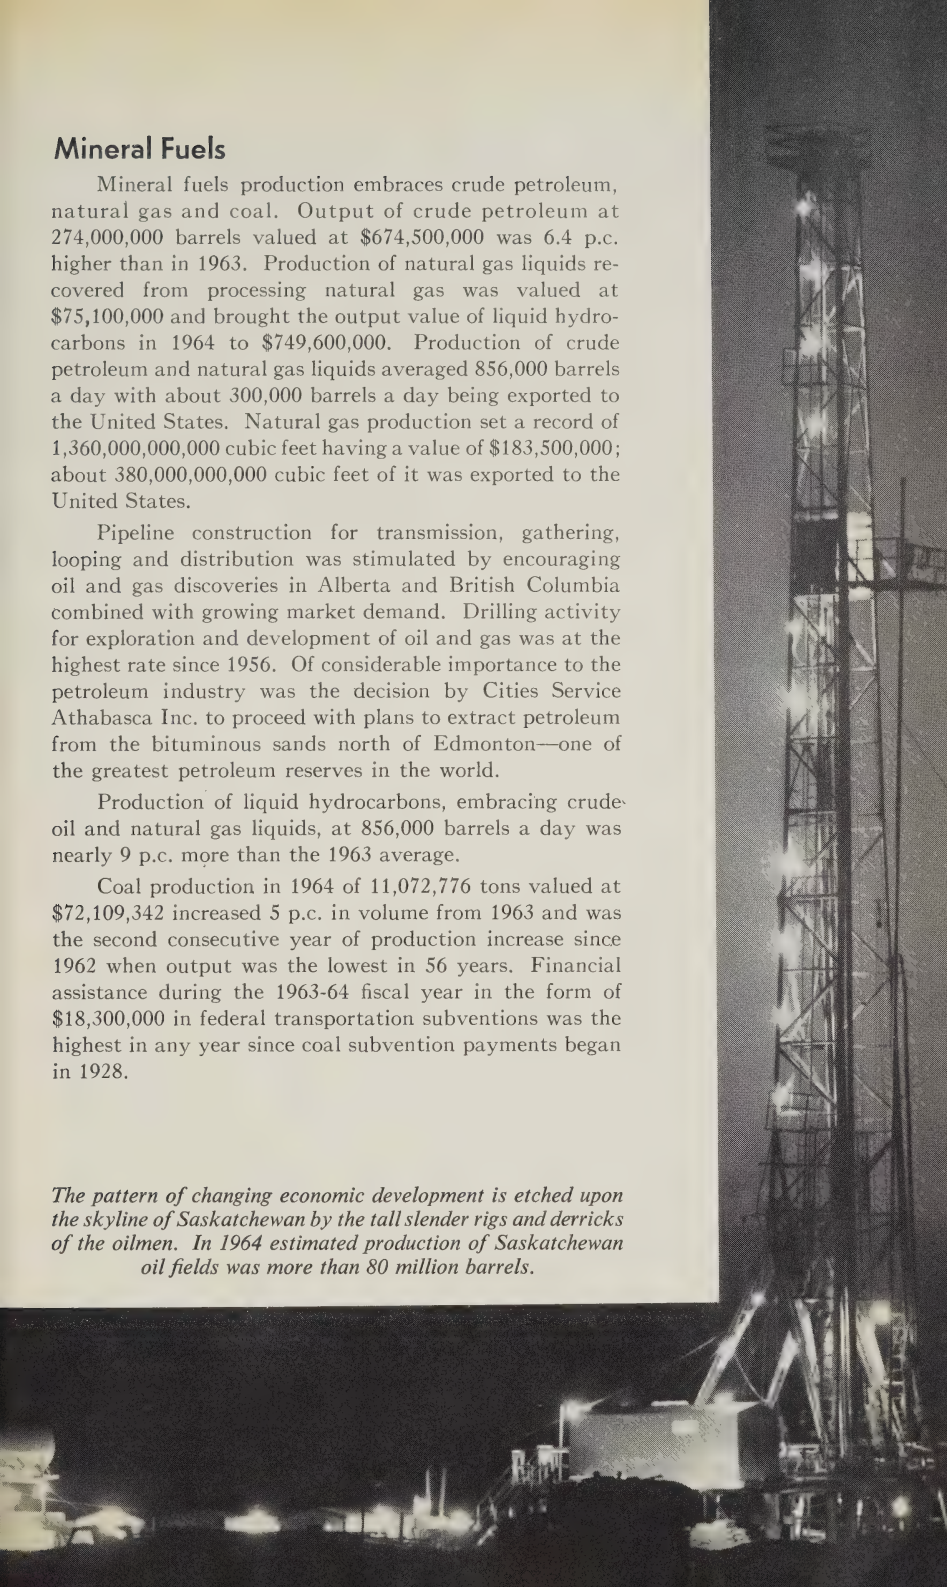 Mineral Fuels
Mineral fuels production embraces crude petroleum,
natural gas and coal. Output of crude petroleum at
274,000,000 barrels valued at $674,500,000 was 6.4 p.c.
higher than in 1963. Production of natural gas liquids re-
covered from processing natural gas was valued at
$75,100,000 and brought the output value of liquid hydro-
carbons in 1964 to $749,600,000. Production of crude
petroleum and natural gas liquids averaged 856,000 barrels
a day with about 300,000 barrels a day being exported to
the United States. Natural gas production set a record of
1,360,000,000,000 cubic feet having a value of $183,500,000;
about 380,000,000,000 cubic feet of it was exported to the
United States.
Pipeline construction for transmission, gathering,
looping and distribution was stimulated by encouraging
oil and gas discoveries in Alberta and British Columbia
combined with growing market demand. Drilling activity
for exploration and development of oil and gas was at the
highest rate since 1956. Of considerable importance to the
petroleum industry was the decision by Cities Service
Athabasca Inc. to proceed with plans to extract petroleum
from the bituminous sands north of Edmonton—one of
the greatest petroleum reserves in the world.
Production of liquid hydrocarbons, embracing crude
oil and natural gas liquids, at 856,000 barrels a day was
nearly 9 p.c. more than the 1963 average.
Coal production in 1964 of 11,072,776 tons valued at
$72,109,342 increased 5 p.c. in volume from 1963 and was
the second consecutive year of production increase since
1962 when output was the lowest in 56 years. Financial
assistance during the 1963-64 fiscal year in the form of
$18,300,000 in federal transportation subventions was the
highest in any year since coal subvention payments began
in 1928.
The pattern of changing economic development is etched upon
the skyline of Saskatchewan by the tall slender rigs and derricks
of the oilmen. In 1964 estimated production of Saskatchewan
oil fields was more than 80 million barrels.